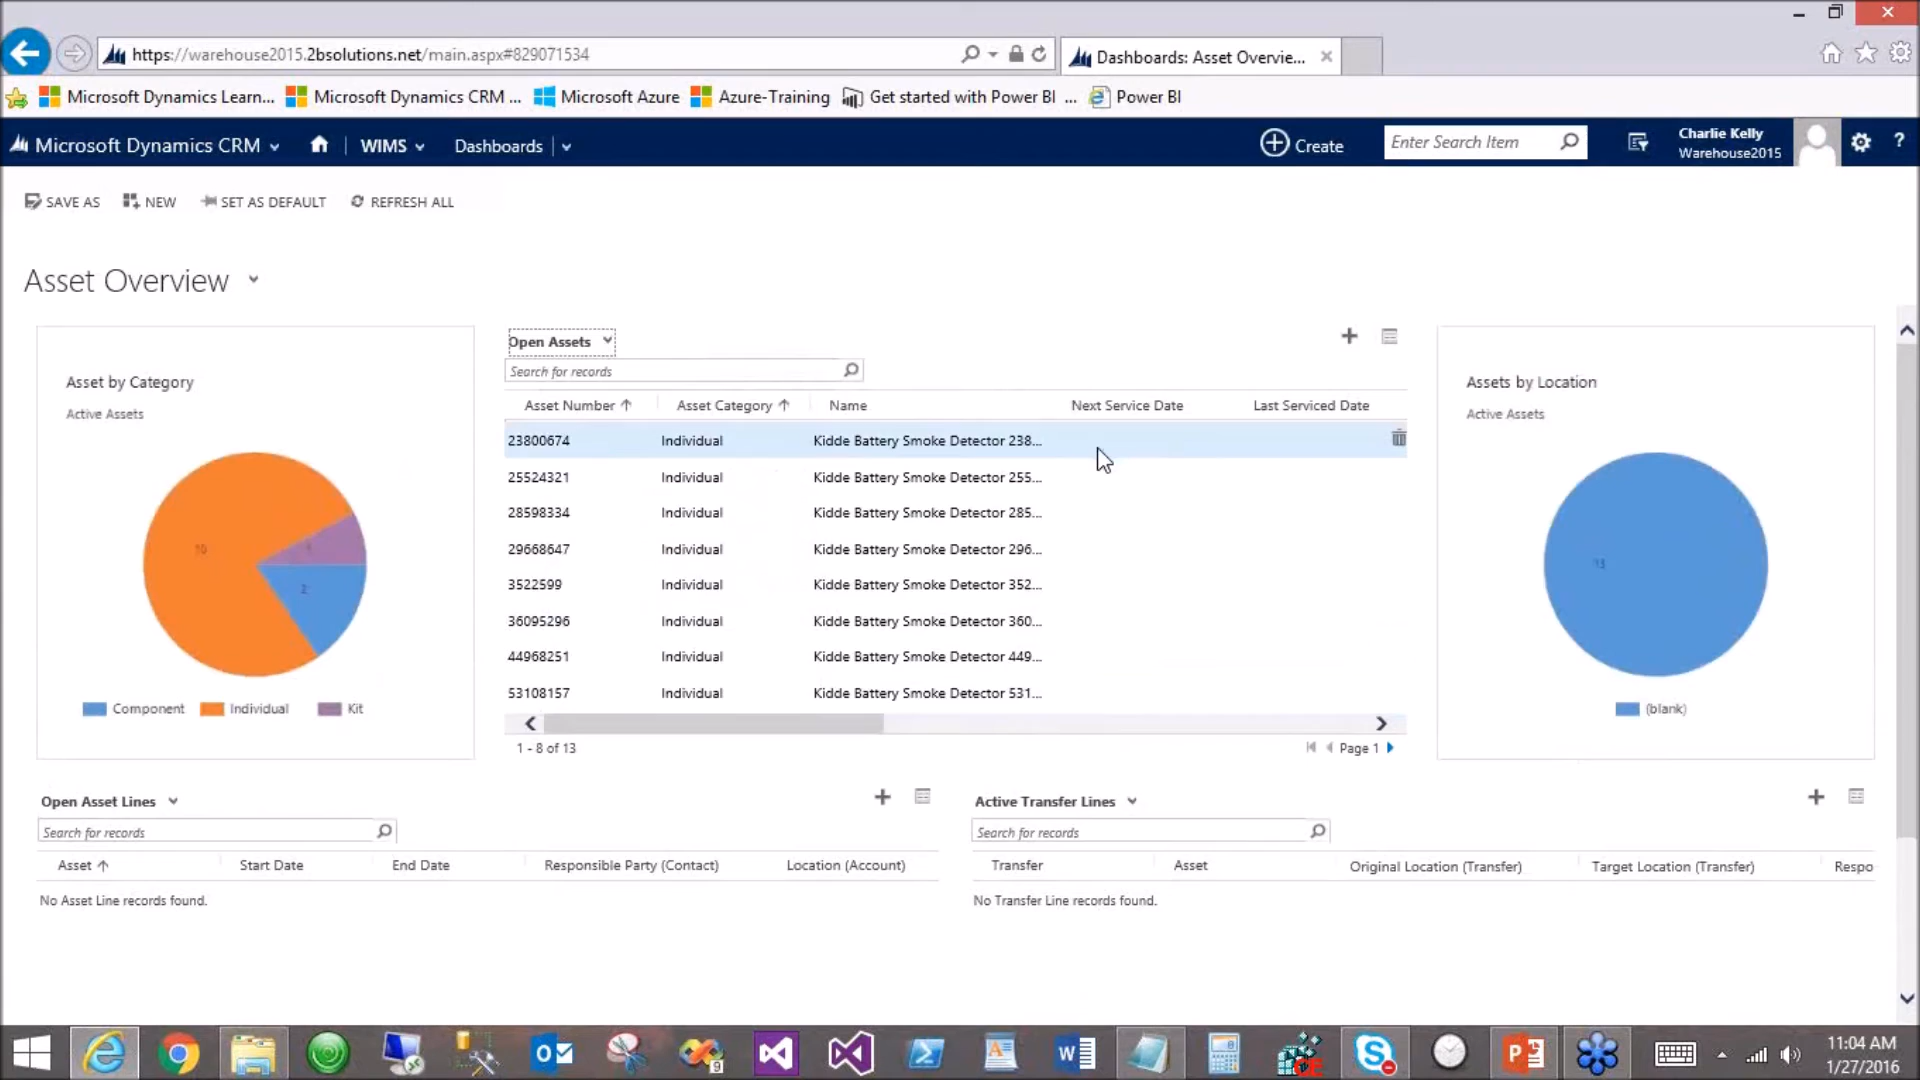 https://warehouse2015.2bsolutions.net/main.aspx#829071534
Dashboards: Asset Overvie...
Microsoft Dynamics Learn...
Microsoft Dynamics CRM ...
Microsoft Azure
Azure-Training
Get started with Power BI ...
Power BI
Microsoft Dynamics CRM
WIMS
Dashboards
Create
Enter Search Item
Charlie Kelly
Warehouse2015
?
SAVE AS
NEW
SET AS DEFAULT
REFRESH ALL
Asset Overview
Asset by Category
Active Assets
10
1
2
Component
Individual
Kit
Open Assets
Search for records
Asset Number
Asset Category
Name
Next Service Date
Last Serviced Date
23800674 Individual Kidde Battery Smoke Detector 238...
25524321 Individual Kidde Battery Smoke Detector 255...
28598334 Individual Kidde Battery Smoke Detector 285...
29668647 Individual Kidde Battery Smoke Detector 296...
3522599 Individual Kidde Battery Smoke Detector 352...
36095296 Individual Kidde Battery Smoke Detector 360...
44968251 Individual Kidde Battery Smoke Detector 449...
53108157 Individual Kidde Battery Smoke Detector 531...
1 - 8 of 13
Page 1
Assets by Location
Active Assets
13
(blank)
Open Asset Lines
Search for records
Asset
Start Date
End Date
Responsible Party (Contact)
Location (Account)
No Asset Line records found.
Active Transfer Lines
Search for records
Transfer
Asset
Original Location (Transfer)
Target Location (Transfer)
Respo
No Transfer Line records found.
11:04 AM
1/27/2016